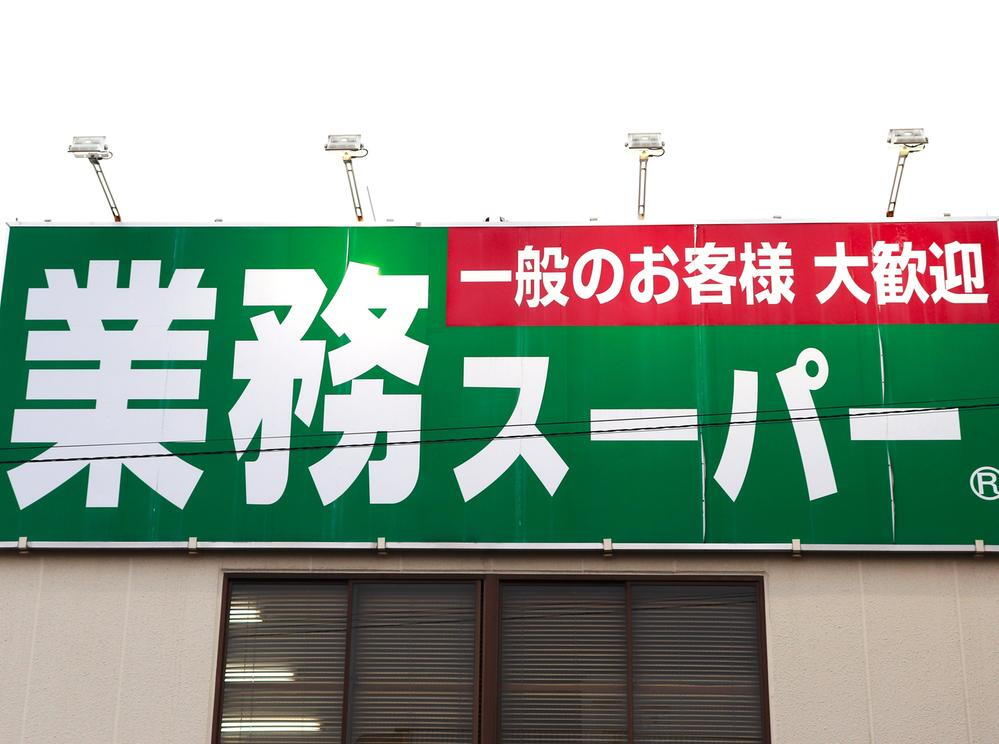 一般のお客様 大歓迎
業務スーパー
®